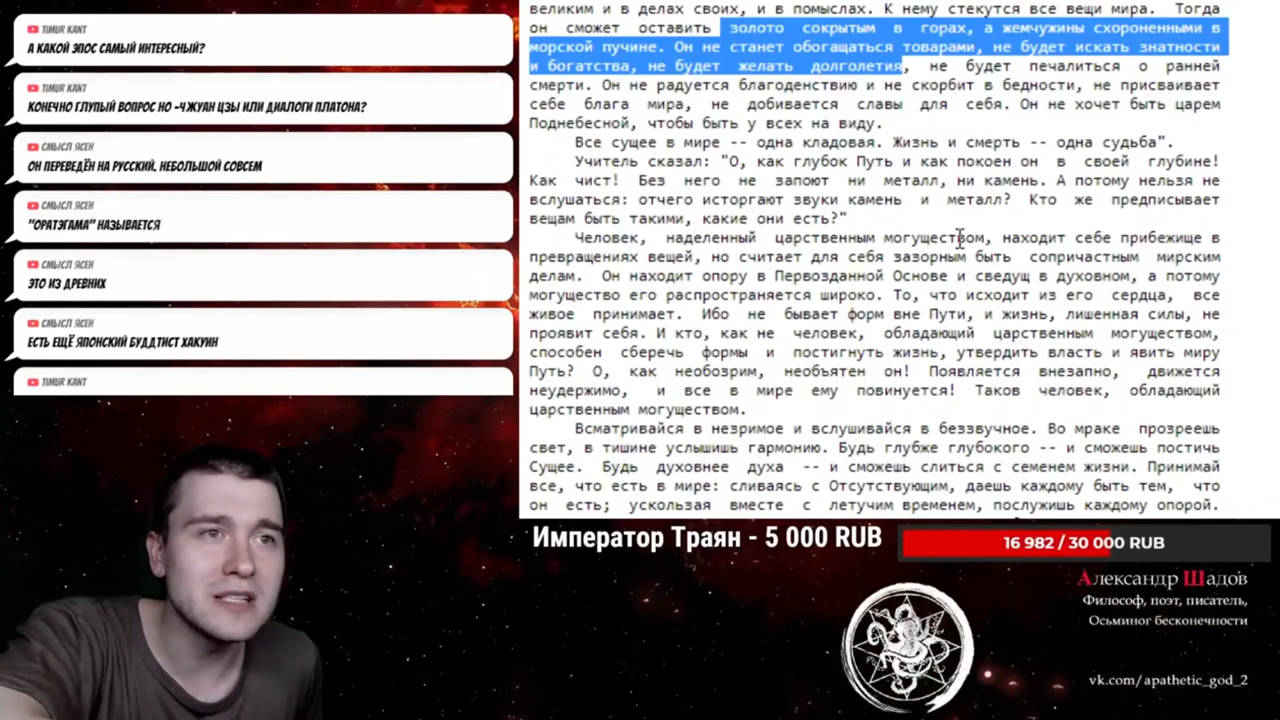 TIMUR KANT
А КАКОЙ ЭПОС САМЫЙ ИНТЕРЕСНЫЙ?
TIMUR KANT
КОНЕЧНО ГЛУПЫЙ ВОПРОС НО -ЧЖУАН ЦЗЫ ИЛИ ДИАЛОГИ ПЛАТОНА?
СМЫСЛ ЯСЕН
ОН ПЕРЕВЕДЁН НА РУССКИЙ. НЕБОЛЬШОЙ СОВСЕМ
СМЫСЛ ЯСЕН
"ОРАТЭГАМА" НАЗЫВАЕТСЯ
СМЫСЛ ЯСЕН
ЭТО ИЗ ДРЕВНИХ
СМЫСЛ ЯСЕН
ЕСТЬ ЕЩЁ ЯПОНСКИЙ БУДДТИСТ ХАКУИН
TIMUR KANT
великим и в делах своих, и в помыслах. К нему стекутся все вещи мира. Тогда
он сможет оставить золото сокрытым в горах, а жемчужины схороненными в
морской пучине. Он не станет обогащаться товарами, не будет искать знатности
и богатства, не будет желать долголетия, не будет печалиться о ранней
смерти. Он не радуется благоденствию и не скорбит в бедности, не присваивает
себе блага мира, не добивается славы для себя. Он не хочет быть царем
Поднебесной, чтобы быть у всех на виду.
Все сущее в мире -- одна кладовая. Жизнь и смерть -- одна судьба".
Учитель сказал: "О, как глубок Путь и как покоен он в своей глубине!
Как чист! Без него не запоют ни металл, ни камень. А потому нельзя не
вслушаться: отчего исторгают звуки камень и металл? Кто же предписывает
вещам быть такими, какие они есть?"
Человек, наделенный царственным могуществом, находит себе прибежище в
превращениях вещей, но считает для себя зазорным быть сопричастным мирским
делам. Он находит опору в Первозданной Основе и сведущ в духовном, а потому
могущество его распространяется широко. То, что исходит из его сердца, все
живое принимает. Ибо не бывает форм вне Пути, и жизнь, лишенная силы, не
проявит себя. И кто, как не человек, обладающий царственным могуществом,
способен сберечь формы и постигнуть жизнь, утвердить власть и явить миру
Путь? О, как необозрим, необъятен он! Появляется внезапно, движется
неудержимо, и все в мире ему повинуется! Таков человек, обладающий
царственным могуществом.
Всматривайся в незримое и вслушивайся в беззвучное. Во мраке прозреешь
свет, в тишине услышишь гармонию. Будь глубже глубокого -- и сможешь постичь
Сущее. Будь духовнее духа -- и сможешь слиться с семенем жизни. Принимай
все, что есть в мире: сливаясь с Отсутствующим, даешь каждому быть тем, что
он есть; ускользая вместе с летучим временем, послужишь каждому опорой.
Император Траян - 5 000 RUB
16 982 / 30 000 RUB
Александр Шадов
Философ, поэт, писатель,
Осьминог бесконечности
vk.com/apathetic_god_2